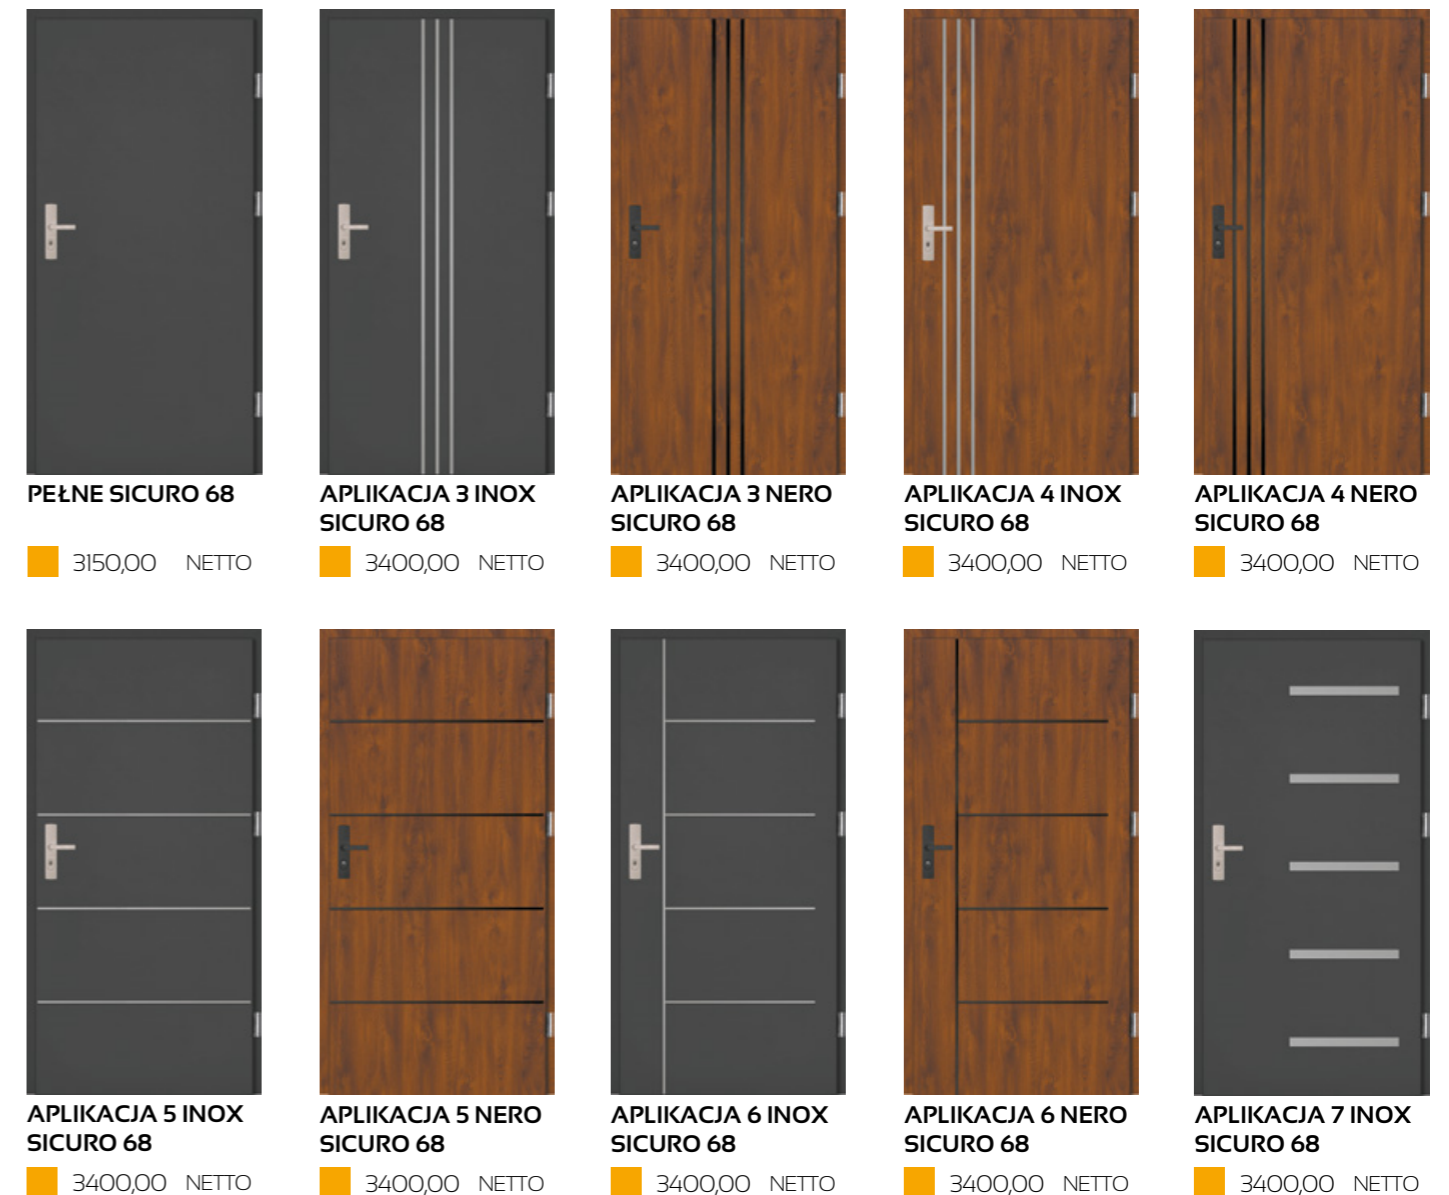 PEŁNE SICURO 68
3150,00 NETTO
APLIKACJA 3 INOX
SICURO 68
3400,00 NETTO
APLIKACJA 3 NERO
SICURO 68
3400,00 NETTO
APLIKACJA 4 INOX
SICURO 68
3400,00 NETTO
APLIKACJA 4 NERO
SICURO 68
3400,00 NETTO
APLIKACJA 5 INOX
SICURO 68
3400,00 NETTO
APLIKACJA 5 NERO
SICURO 68
3400,00 NETTO
APLIKACJA 6 INOX
SICURO 68
3400,00 NETTO
APLIKACJA 6 NERO
SICURO 68
3400,00 NETTO
APLIKACJA 7 INOX
SICURO 68
3400,00 NETTO